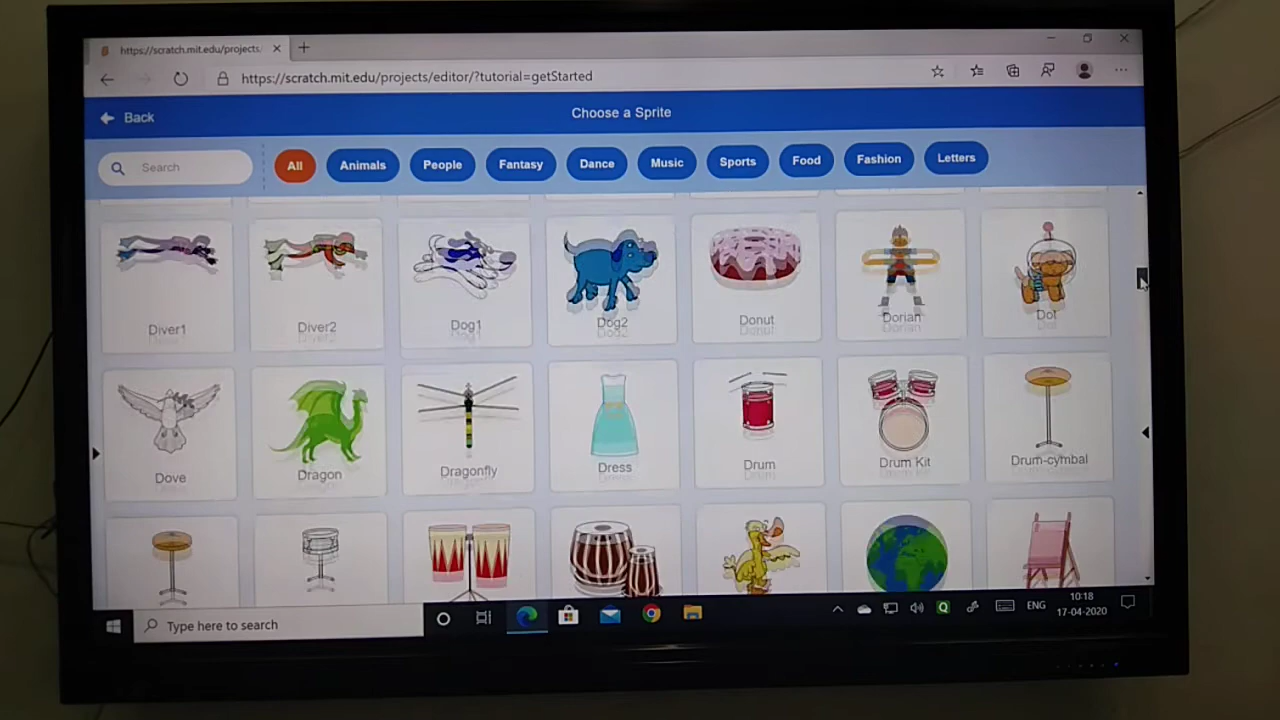 https://scratch.mit.edu/projects/
https://scratch.mit.edu/projects/editor/?tutorial=getStarted
Back
Choose a Sprite
Search
All
Animals
People
Fantasy
Dance
Music
Sports
Food
Fashion
Letters
Diver1
Diver2
Dog1
Dog2
Donut
Dorian
Dot
Dove
Dragon
Dragonfly
Dress
Drum
Drum Kit
Drum-cymbal
Type here to search
ENG
10:18
17-04-2020